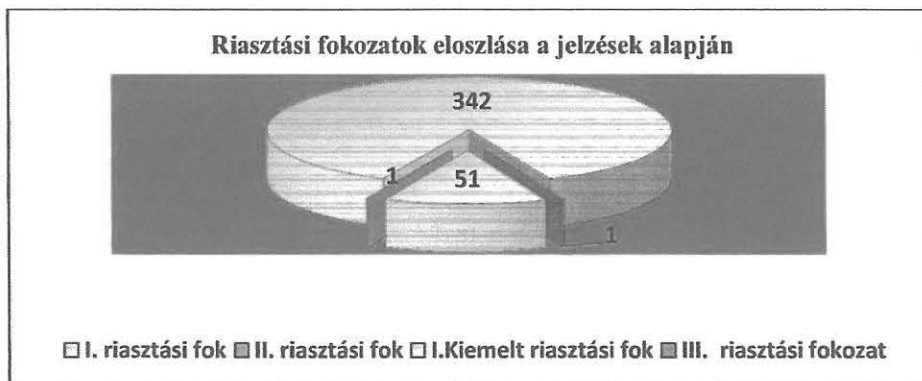 Riasztási fokozatok eloszlása a jelzések alapján
342
1
51
1
I. riasztási fok II. riasztási fok I.Kiemelt riasztási fok III. riasztási fokozat